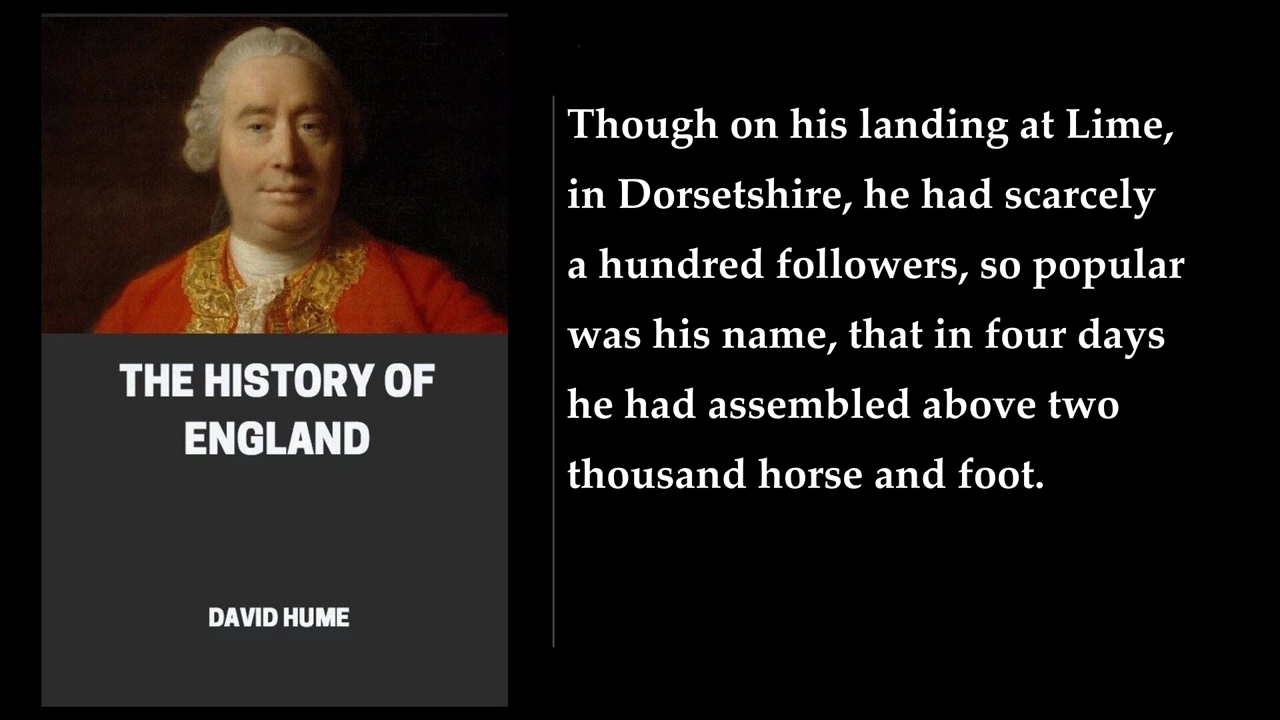 THE HISTORY OF
ENGLAND
DAVID HUME
Though on his landing at Lime,
in Dorsetshire, he had scarcely
a hundred followers, so popular
was his name, that in four days
he had assembled above two
thousand horse and foot.